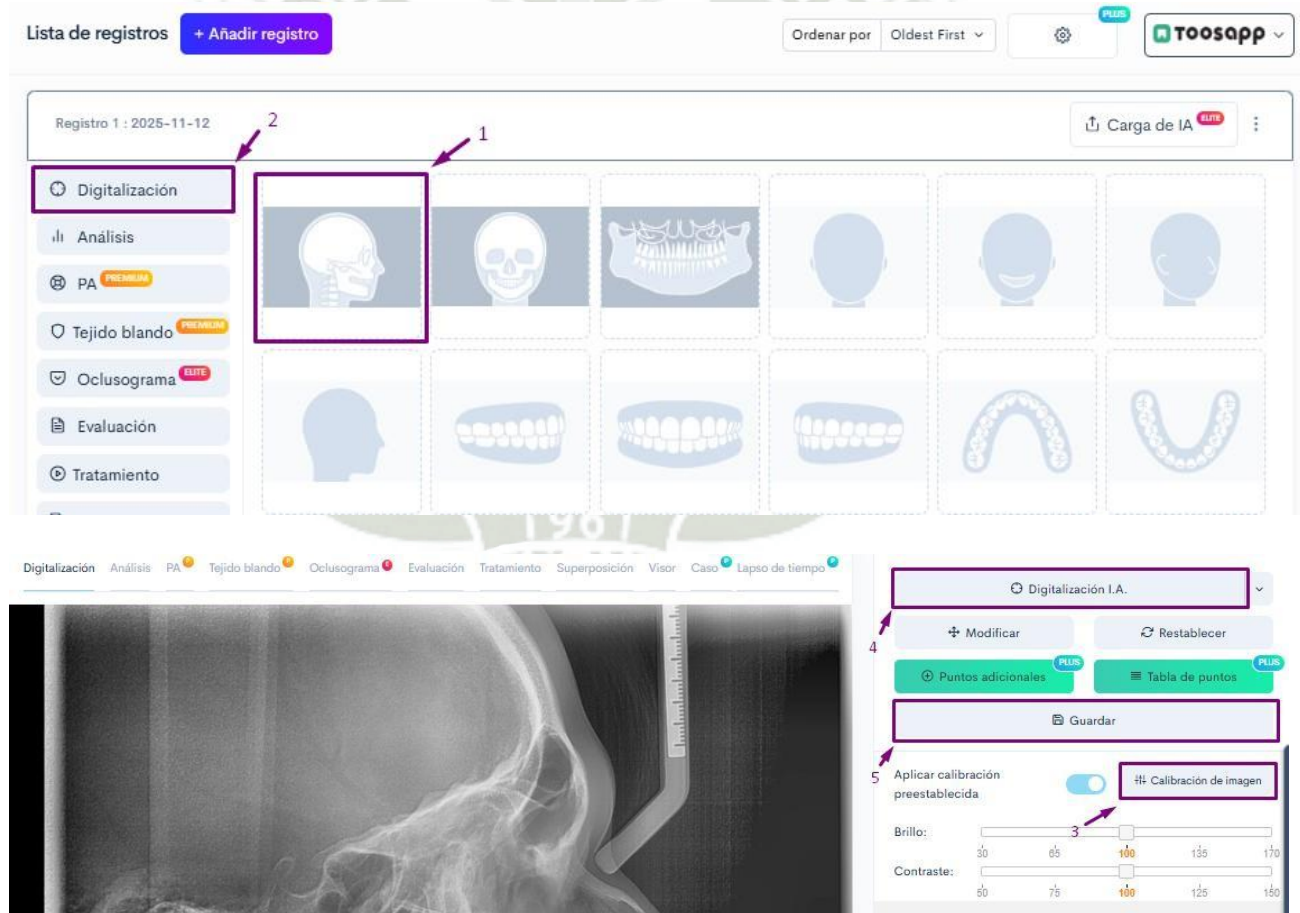 Lista de registros + Añadir registro Ordenar por Oldest First PLUS TOOSAPP
Registro 1 : 2025-11-12 2 1 Carga de IA ELITE
Digitalización
Análisis
PA PREMIUM
Tejido blando PREMIUM
Oclusograma ELITE
Evaluación
Tratamiento
1961
Digitalización Análisis PA P Tejido blando P Oclusograma E Evaluación Tratamiento Superposición Visor Caso P Lapso de tiempo P
Digitalización I.A.
4
Modificar Restablecer
Puntos adicionales PLUS Tabla de puntos PLUS
Guardar
5
Aplicar calibración preestablecida Calibración de imagen
3
Brillo:
30 65 100 135 170
Contraste:
50 75 100 125 150